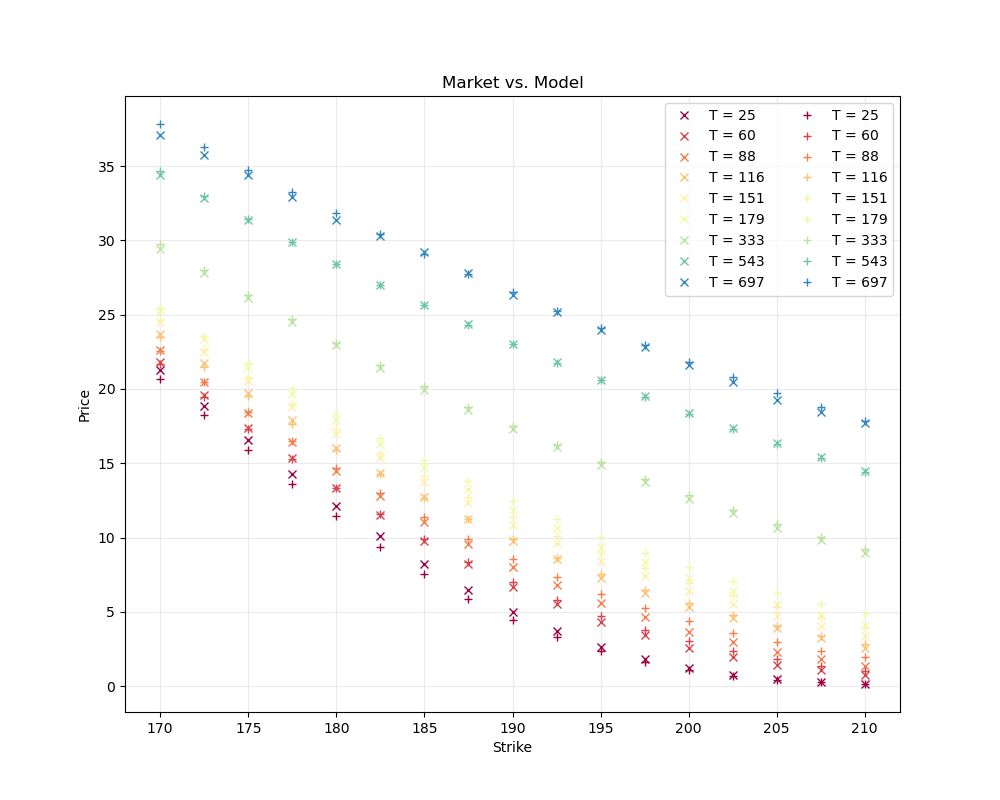 Market vs. Model
T = 25 T = 25
T = 60 T = 60
T = 88 T = 88
T = 116 T = 116
T = 151 T = 151
T = 179 T = 179
T = 333 T = 333
T = 543 T = 543
T = 697 T = 697
Price
35
30
25
20
15
10
5
0
170 175 180 185 190 195 200 205 210
Strike